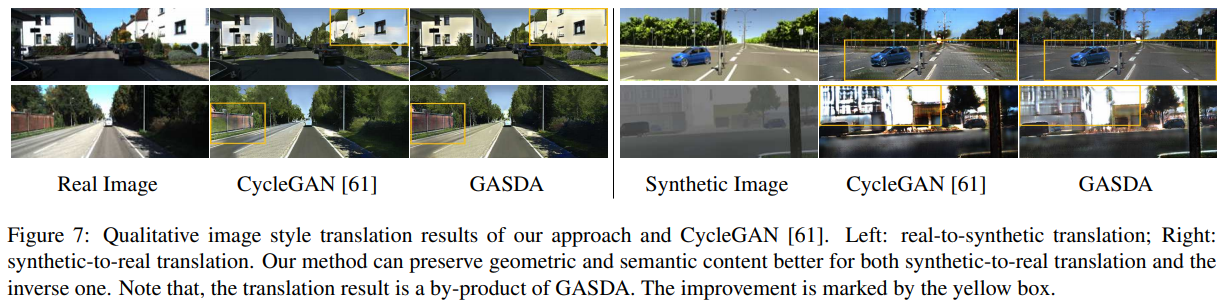 Real Image
CycleGAN [61]
GASDA
Synthetic Image
CycleGAN [61]
GASDA
Figure 7: Qualitative image style translation results of our approach and CycleGAN [61]. Left: real-to-synthetic translation; Right:
synthetic-to-real translation. Our method can preserve geometric and semantic content better for both synthetic-to-real translation and the
inverse one. Note that, the translation result is a by-product of GASDA. The improvement is marked by the yellow box.